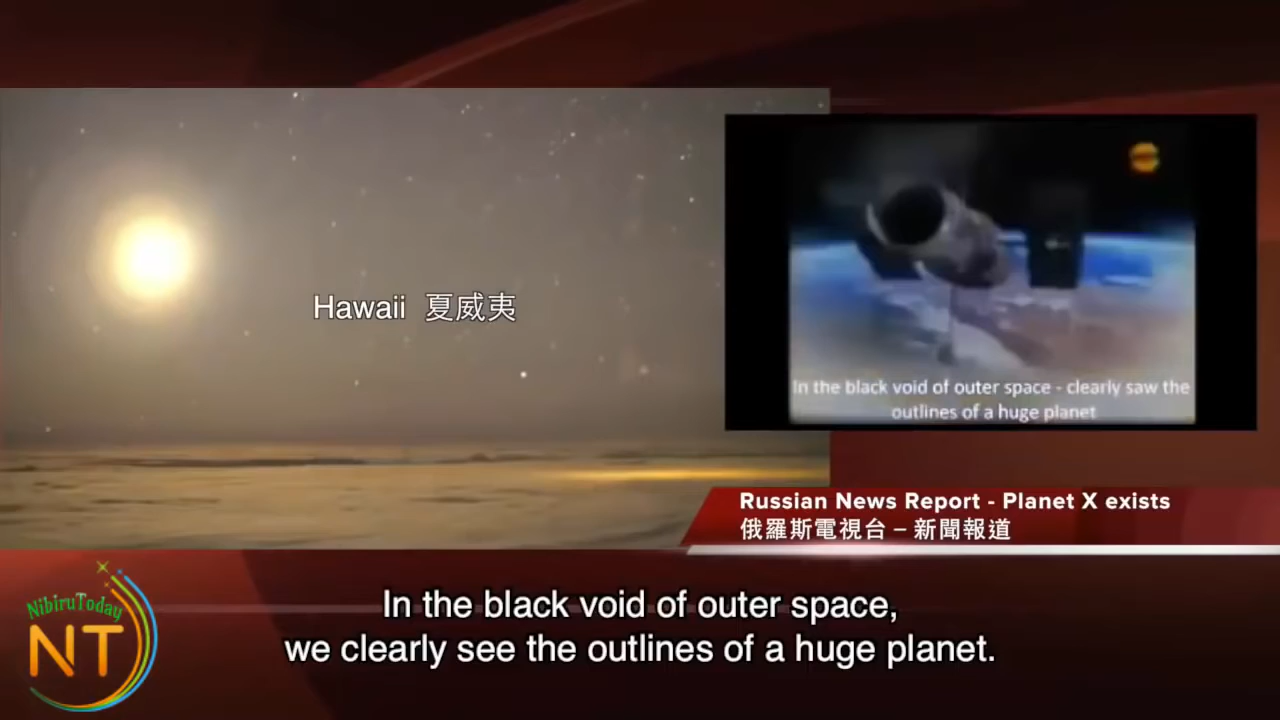 Hawaii 夏威夷
In the black void of outer space - clearly saw the
outlines of a huge planet
Russian News Report - Planet X exists
俄羅斯電視台 – 新聞報道
NibiruToday
NT
In the black void of outer space,
we clearly see the outlines of a huge planet.